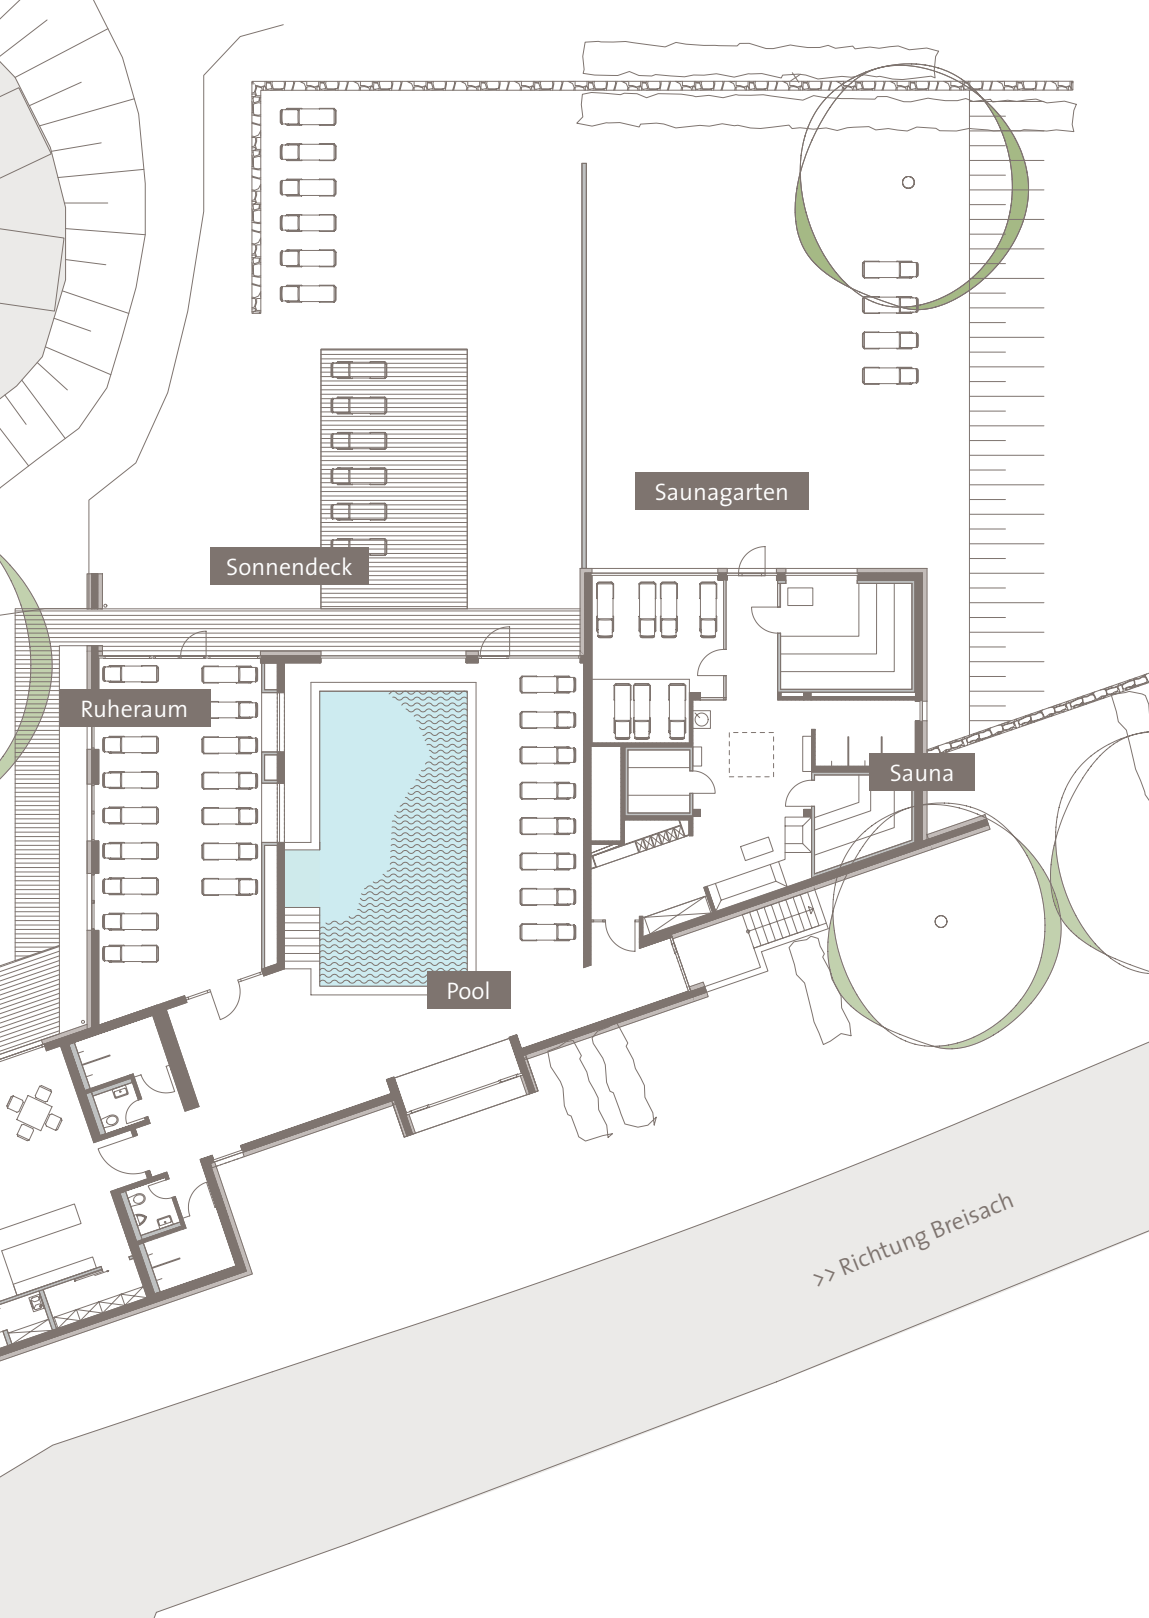 Saunagarten
Sonnendeck
Ruheraum
Sauna
Pool
>> Richtung Breisach